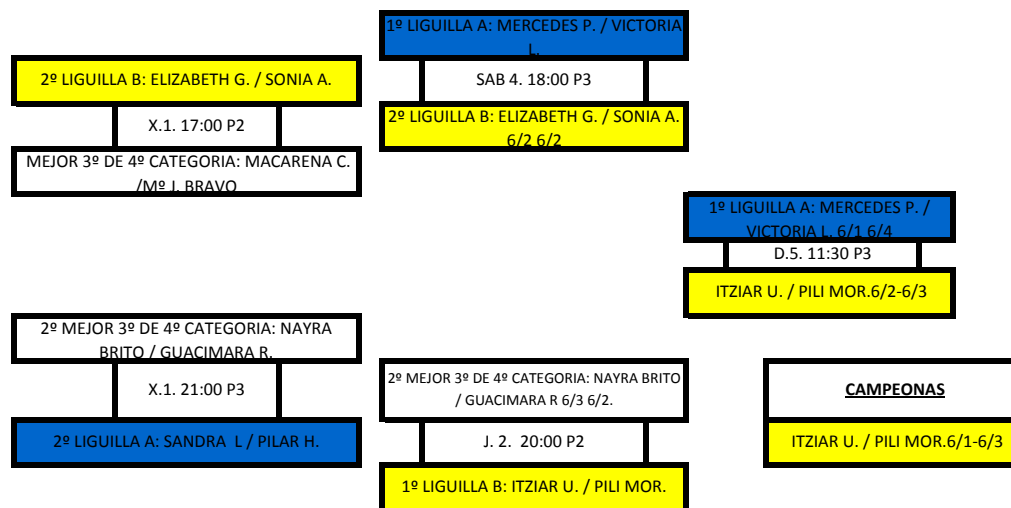 1º LIGUILLA A: MERCEDES P. / VICTORIA
L.
SAB 4. 18:00 P3
2º LIGUILLA B: ELIZABETH G. / SONIA A.
6/2 6/2
2º LIGUILLA B: ELIZABETH G. / SONIA A.
X.1. 17:00 P2
MEJOR 3º DE 4º CATEGORIA: MACARENA C.
/Mº J. BRAVO
1º LIGUILLA A: MERCEDES P. /
VICTORIA L. 6/1 6/4
D.5. 11:30 P3
ITZIAR U. / PILI MOR.6/2-6/3
2º MEJOR 3º DE 4º CATEGORIA: NAYRA
BRITO / GUACIMARA R.
X.1. 21:00 P3
2º LIGUILLA A: SANDRA L / PILAR H.
2º MEJOR 3º DE 4º CATEGORIA: NAYRA BRITO
/ GUACIMARA R 6/3 6/2.
J. 2. 20:00 P2
1º LIGUILLA B: ITZIAR U. / PILI MOR.
CAMPEONAS
ITZIAR U. / PILI MOR.6/1-6/3